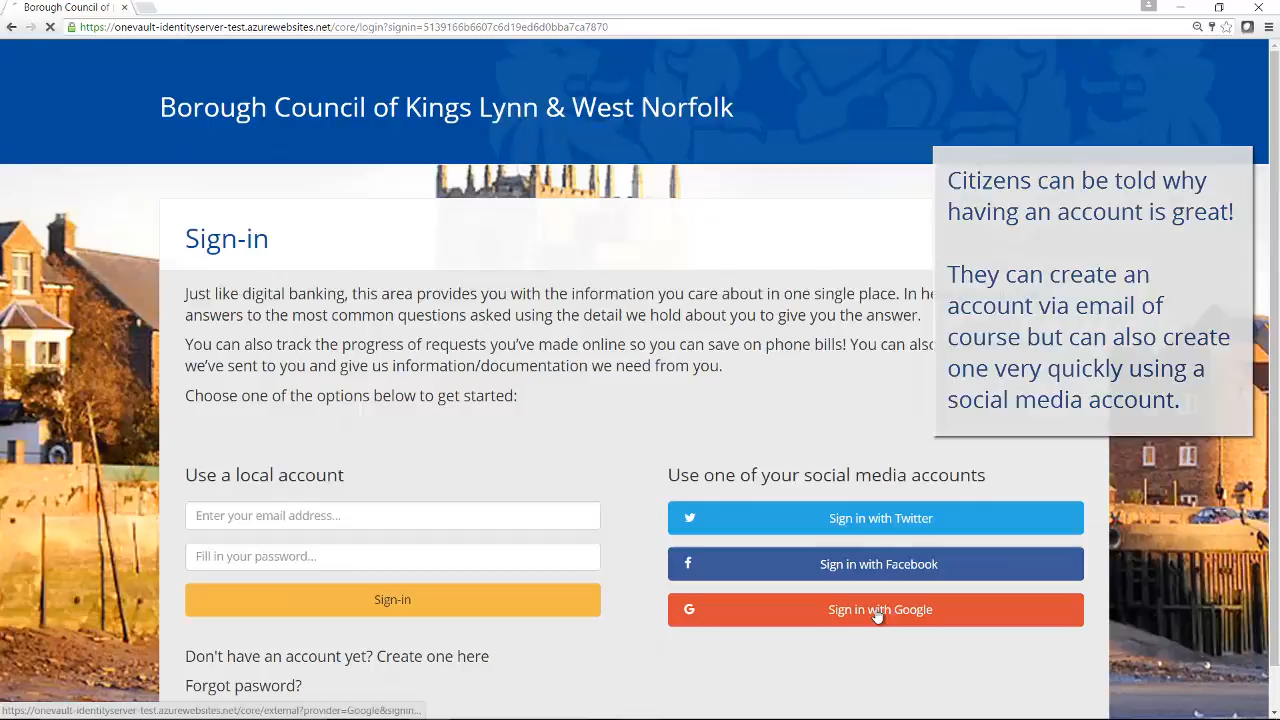 Borough Council of
https://onevault-identityserver-test.azurewebsites.net/core/login?signin=5139166b6607c6d19ed6d0bba7ca7870
Borough Council of Kings Lynn & West Norfolk
Citizens can be told why
having an account is great!
They can create an
account via email of
course but can also create
one very quickly using a
social media account.
Sign-in
Just like digital banking, this area provides you with the information you care about in one single place. In
answers to the most common questions asked using the detail we hold about you to give you the answer.
You can also track the progress of requests you've made online so you can save on phone bills! You can
we've sent to you and give us information/documentation we need from you.
Choose one of the options below to get started:
Use a local account
Enter your email address...
Fill in your password...
Sign-in
Don't have an account yet? Create one here
Forgot pasword?
Use one of your social media accounts
Sign in with Twitter
Sign in with Facebook
Sign in with Google
https://onevault-identityserver-test.azurewebsites.net/core/external?provider=Google&signin...